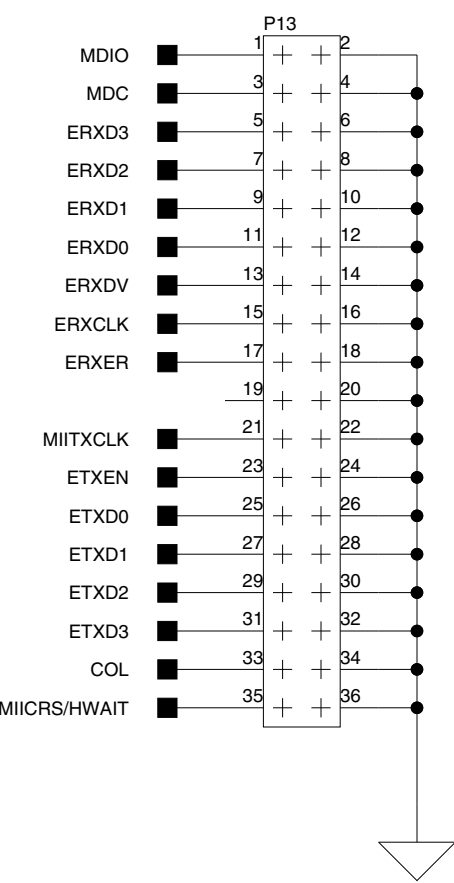 P13
MDIO 1 2
MDC 3 4
ERXD3 5 6
ERXD2 7 8
ERXD1 9 10
ERXD0 11 12
ERXDV 13 14
ERXCLK 15 16
ERXER 17 18
19 20
MIITXCLK 21 22
ETXEN 23 24
ETXD0 25 26
ETXD1 27 28
ETXD2 29 30
ETXD3 31 32
COL 33 34
MIICRS/HWAIT 35 36